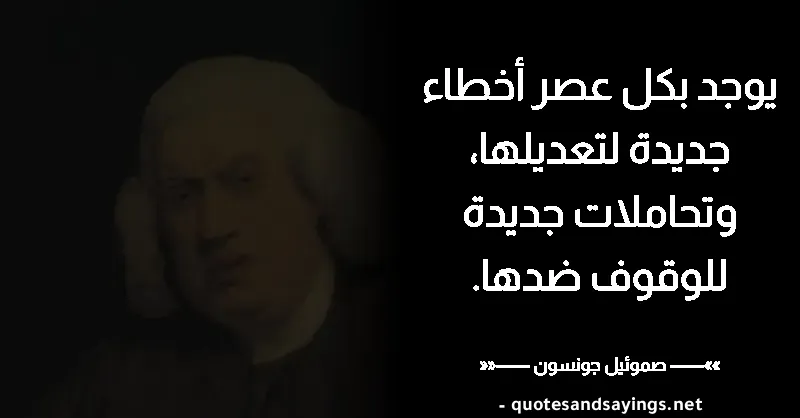 يوجد بكل عصر أخطاء
جديدة لتعديلها،
وتحاملات جديدة
للوقوف ضدها.
»»—— صموئيل جونسون ——««
- quotesandsayings.net